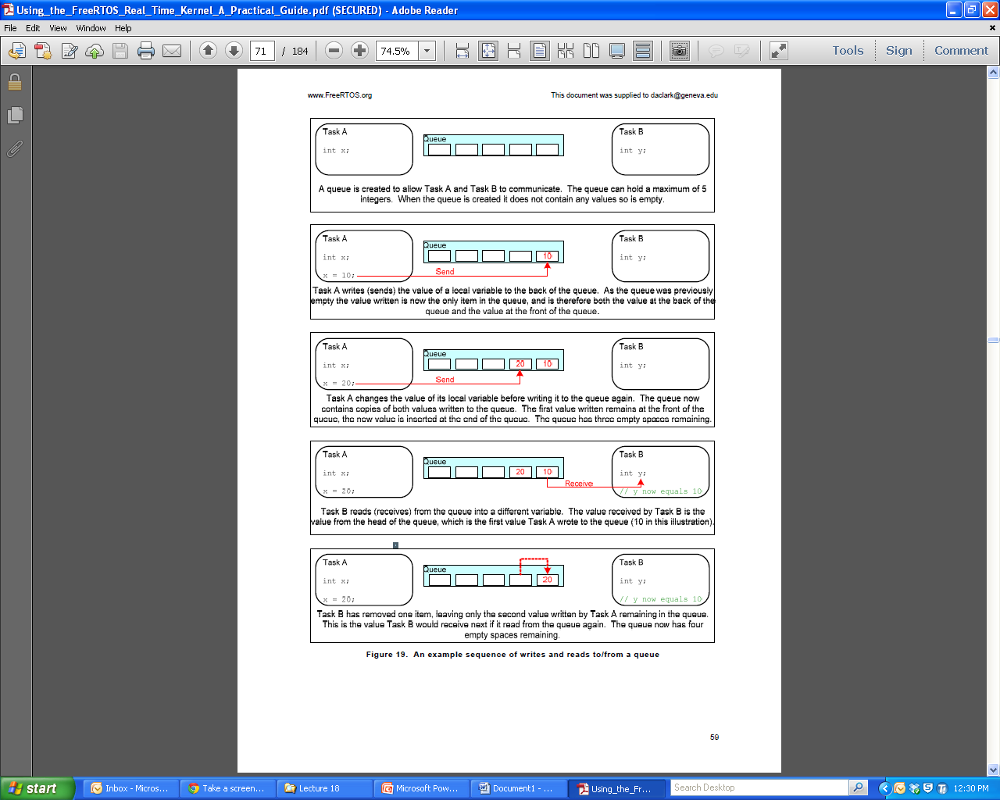 Using_the_FreeRTOS_Real_Time_Kernel_A_Practical_Guide.pdf (SECURED) - Adobe Reader
File Edit View Window Help
71 / 184 74.5% Tools Sign Comment
www.FreeRTOS.org This document was supplied to daclark@geneva.edu
Task A Queue Task B
int x; int y;
A queue is created to allow Task A and Task B to communicate. The queue can hold a maximum of 5
integers. When the queue is created it does not contain any values so is empty.
Task A Queue Task B
int x; 10 int y;
x = 10; Send
Task A writes (sends) the value of a local variable to the back of the queue. As the queue was previously
empty the value written is now the only item in the queue, and is therefore both the value at the back of the
queue and the value at the front of the queue.
Task A Queue Task B
int x; 20 10 int y;
x = 20; Send
Task A changes the value of its local variable before writing it to the queue again. The queue now
contains copies of both values written to the queue. The first value written remains at the front of the
queue, the new value is inserted at the end of the queue. The queue has three empty spaces remaining.
Task A Queue Task B
int x; 20 10 int y;
x = 20; Receive // y now equals 10
Task B reads (receives) from the queue into a different variable. The value received by Task B is the
value from the head of the queue, which is the first value Task A wrote to the queue (10 in this illustration).
Task A Queue Task B
int x; 20 int y;
x = 20; // y now equals 10
Task B has removed one item, leaving only the second value written by Task A remaining in the queue.
This is the value Task B would receive next if it read from the queue again. The queue now has four
empty spaces remaining.
Figure 19. An example sequence of writes and reads to/from a queue
59
start Inbox - Micros... Take a screen... Lecture 18 Microsoft Pow... Document1 - ... Using_the_Fr... Search Desktop 12:30 PM